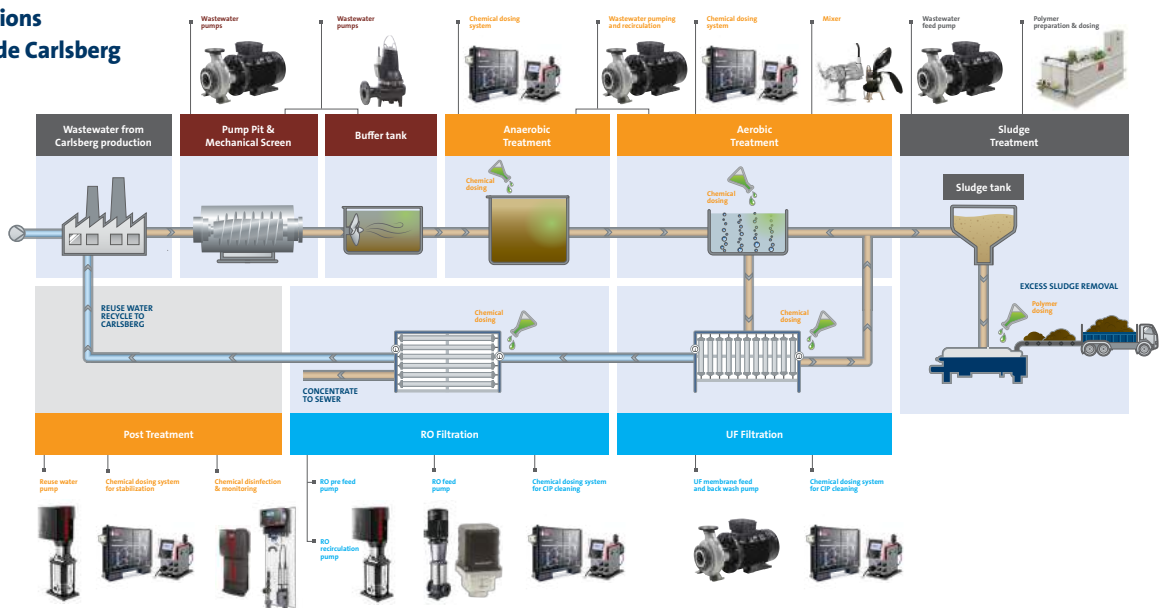 ions
de Carlsberg
Wastewater
pumps
Wastewater
pumps
Chemical dosing
system
Wastewater pumping
and recirculation
Chemical dosing
system
Mixer
Wastewater
feed pump
Polymer
preparation & dosing
Wastewater from
Carlsberg production
Pump Pit &
Mechanical Screen
Buffer tank
Anaerobic
Treatment
Aerobic
Treatment
Sludge
Treatment
Chemical
dosing
Chemical
dosing
Sludge tank
REUSE WATER
RECYCLE TO
CARLSBERG
Chemical
dosing
Chemical
dosing
EXCESS SLUDGE REMOVAL
Polymer
dosing
CONCENTRATE
TO SEWER
Post Treatment
RO Filtration
UF Filtration
Reuse water
pump
Chemical dosing system
for stabilization
Chemical disinfection
& monitoring
RO pre feed
pump
RO
recirculation
pump
RO feed
pump
Chemical dosing system
for CIP cleaning
UF membrane feed
and back wash pump
Chemical dosing system
for CIP cleaning